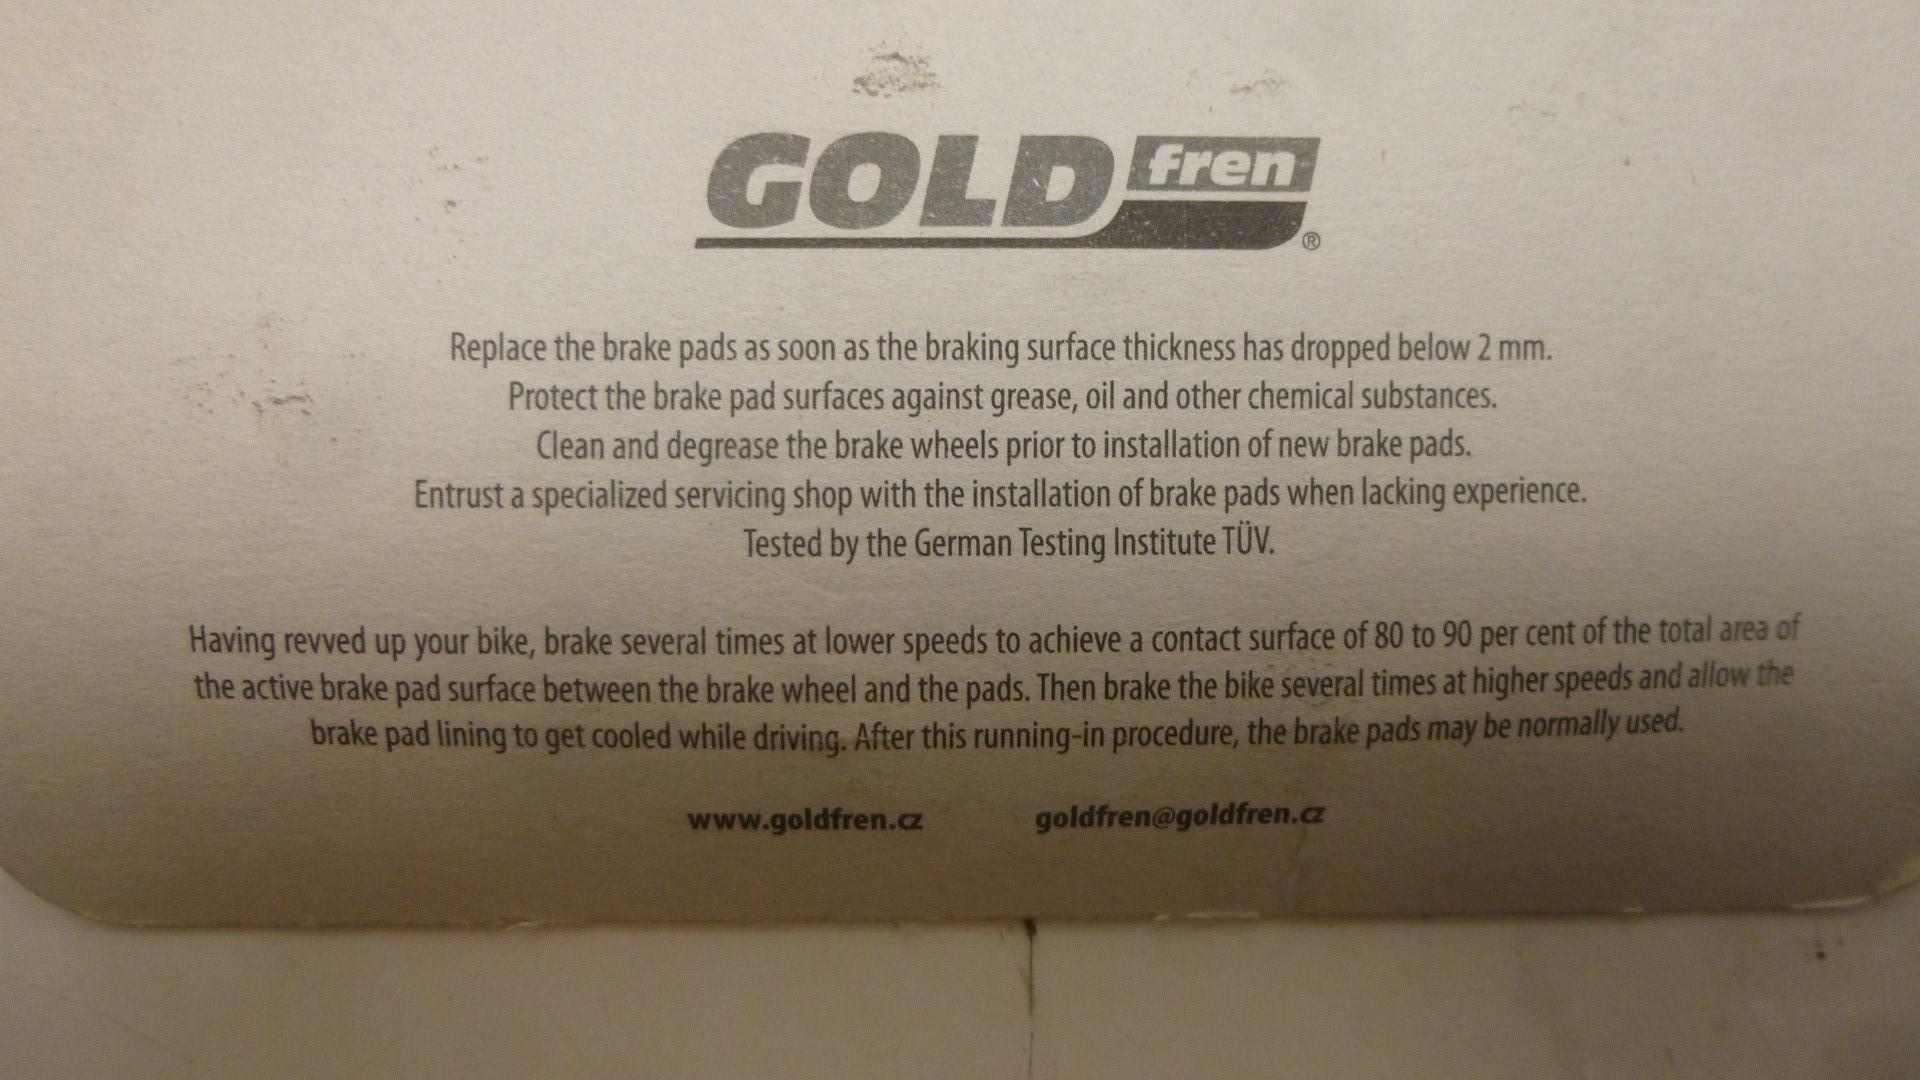 GOLD fren ®
Replace the brake pads as soon as the braking surface thickness has dropped below 2 mm.
Protect the brake pad surfaces against grease, oil and other chemical substances.
Clean and degrease the brake wheels prior to installation of new brake pads.
Entrust a specialized servicing shop with the installation of brake pads when lacking experience.
Tested by the German Testing Institute TÜV.
Having revved up your bike, brake several times at lower speeds to achieve a contact surface of 80 to 90 per cent of the total area of
the active brake pad surface between the brake wheel and the pads. Then brake the bike several times at higher speeds and allow the
brake pad lining to get cooled while driving. After this running-in procedure, the brake pads may be normally used.
www.goldfren.cz goldfren@goldfren.cz